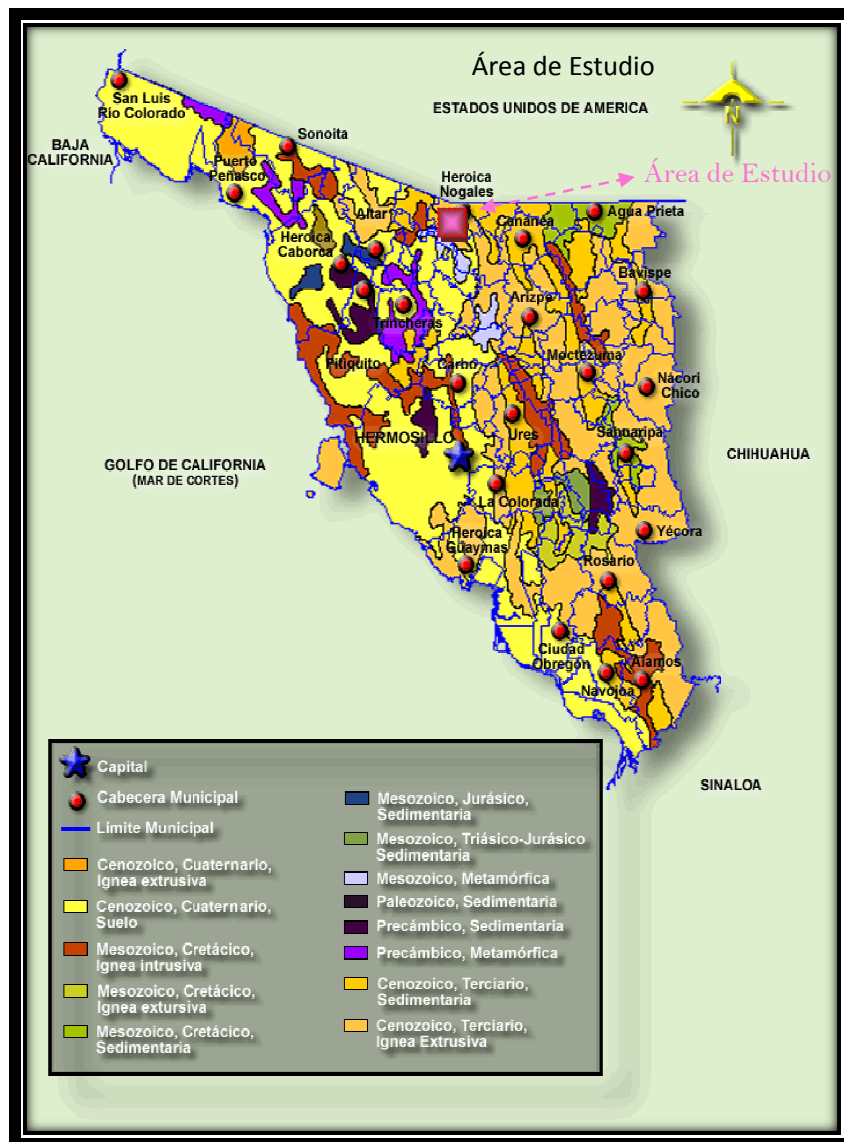 Área de Estudio
ESTADOS UNIDOS DE AMERICA
N
San Luis
Río Colorado
BAJA
CALIFORNIA
Sonoita
Puerto
Peñasco
Heroica
Nogales
Área de Estudio
Altar
Cananea
Agua Prieta
Heroica
Caborca
Bavispe
Arizpe
Trincheras
Pitiquito
Carbó
Moctezuma
Nácori
Chico
HERMOSILLO
Ures
Sahuaripa
GOLFO DE CALIFORNIA
(MAR DE CORTES)
CHIHUAHUA
La Colorada
Heroica
Guaymas
Yécora
Rosario
Ciudad
Obregón
Alamos
Navojoa
SINALOA
Capital
Cabecera Municipal
Límite Municipal
Cenozoico, Cuaternario,
Ignea extrusiva
Cenozoico, Cuaternario,
Suelo
Mesozoico, Cretácico,
Ignea intrusiva
Mesozoico, Cretácico,
Ignea extursiva
Mesozoico, Cretácico,
Sedimentaria
Mesozoico, Jurásico,
Sedimentaria
Mesozoico, Triásico-Jurásico
Sedimentaria
Mesozoico, Metamórfica
Paleozoico, Sedimentaria
Precámbico, Sedimentaria
Precámbico, Metamórfica
Cenozoico, Terciario,
Sedimentaria
Cenozoico, Terciario,
Ignea Extrusiva